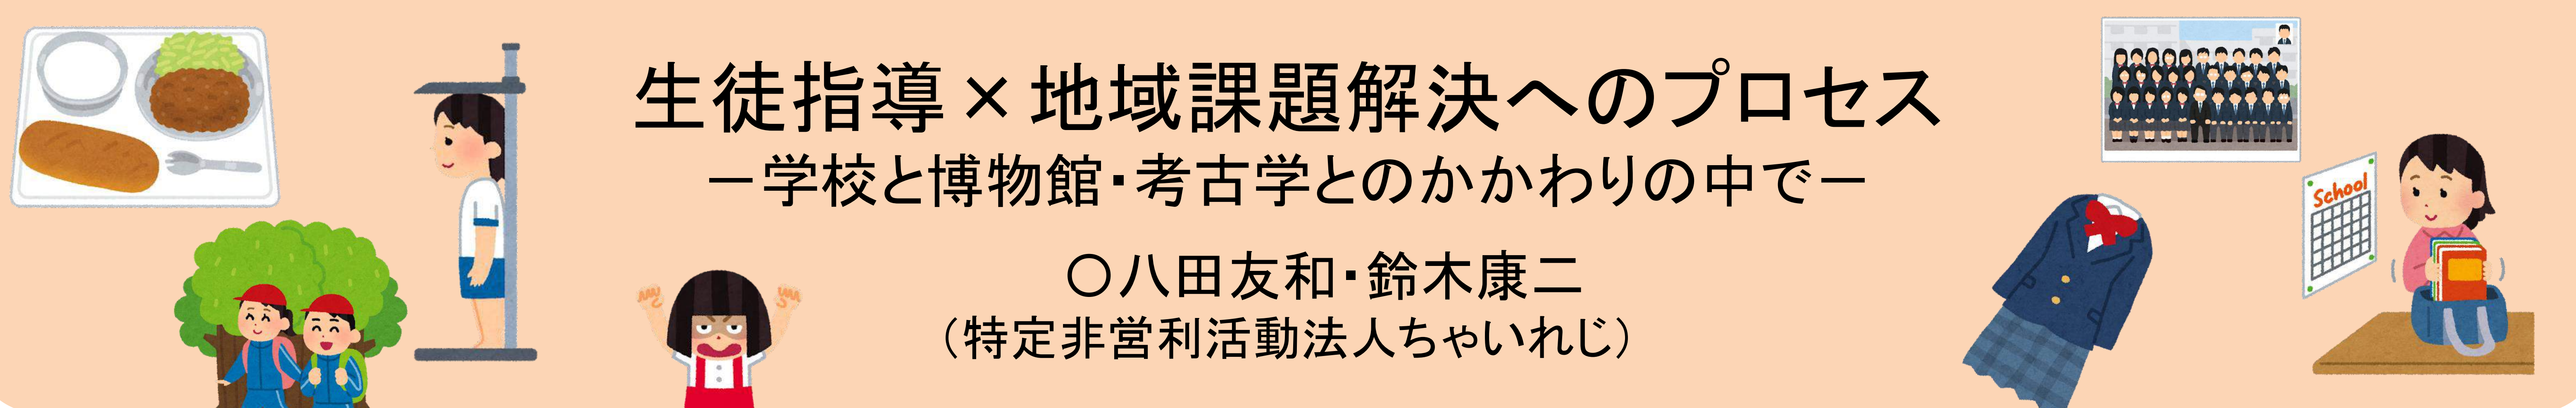 生徒指導×地域課題解決へのプロセス
－学校と博物館・考古学とのかかわりの中で－
〇八田友和・鈴木康二
（特定非営利活動法人ちゃいれじ）
School